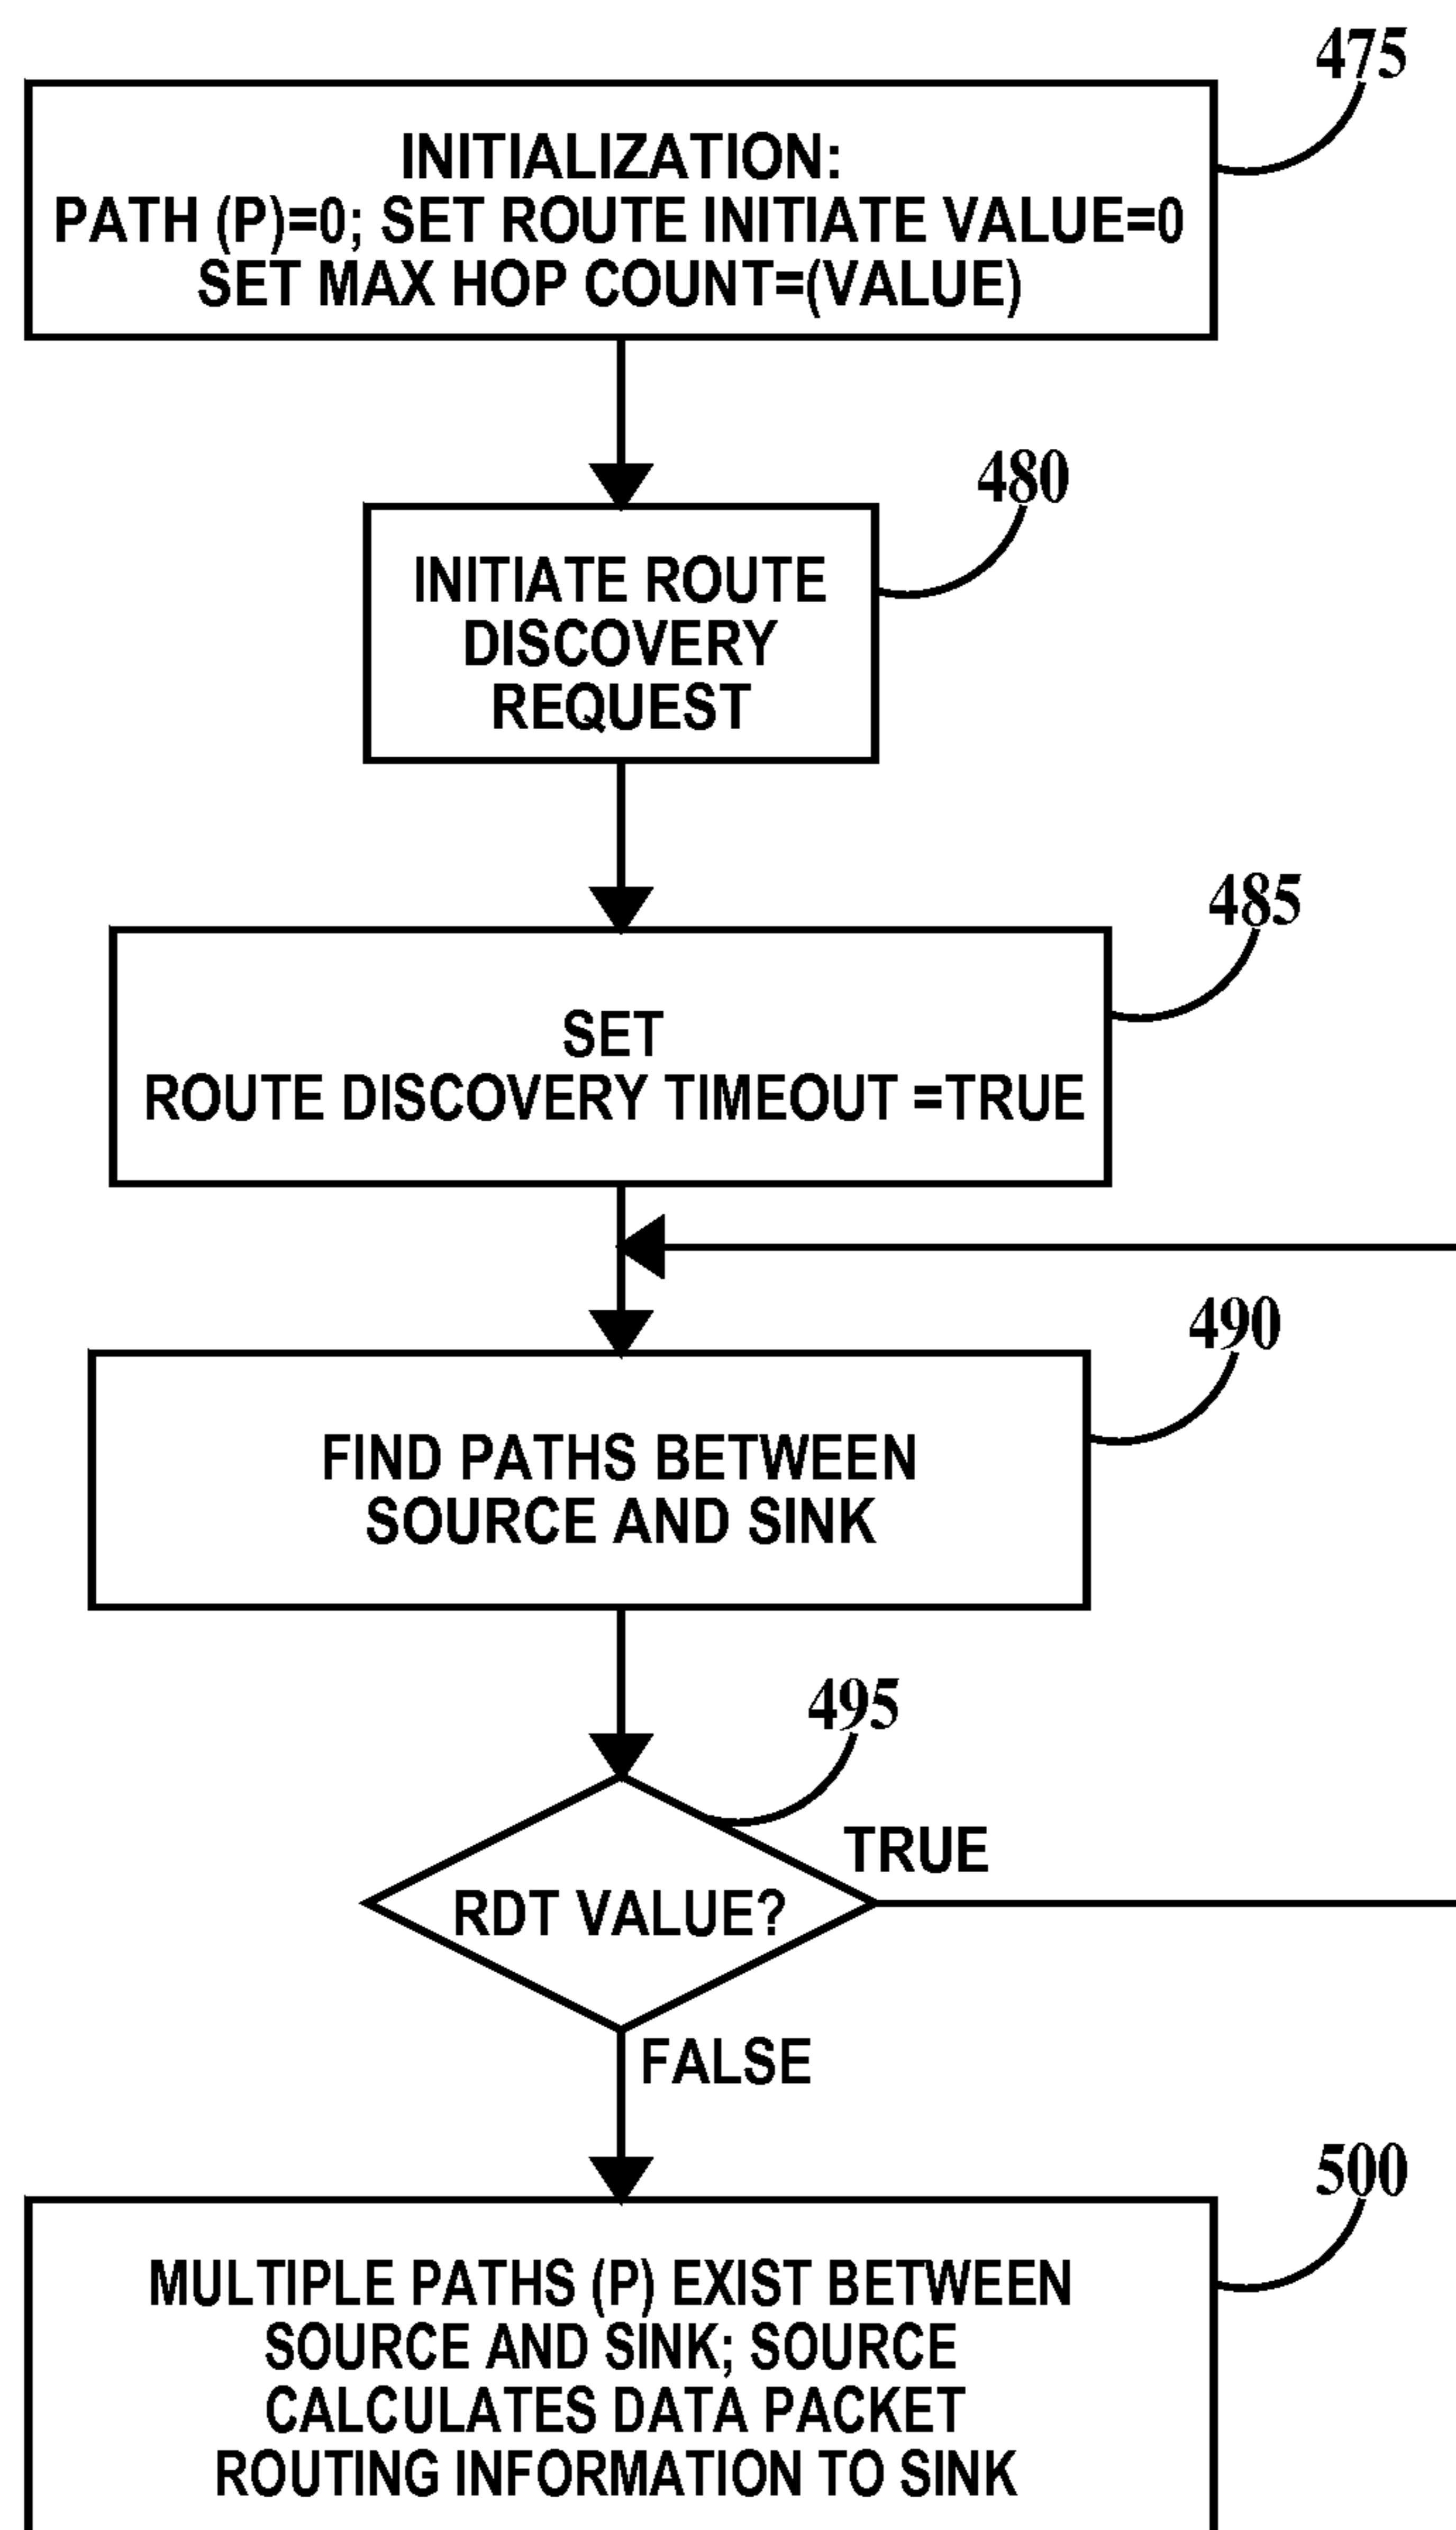 475
INITIALIZATION:
PATH (P)=0; SET ROUTE INITIATE VALUE=0
SET MAX HOP COUNT=(VALUE)
480
INITIATE ROUTE
DISCOVERY
REQUEST
485
SET
ROUTE DISCOVERY TIMEOUT =TRUE
490
FIND PATHS BETWEEN
SOURCE AND SINK
495
TRUE
RDT VALUE?
FALSE
500
MULTIPLE PATHS (P) EXIST BETWEEN
SOURCE AND SINK; SOURCE
CALCULATES DATA PACKET
ROUTING INFORMATION TO SINK